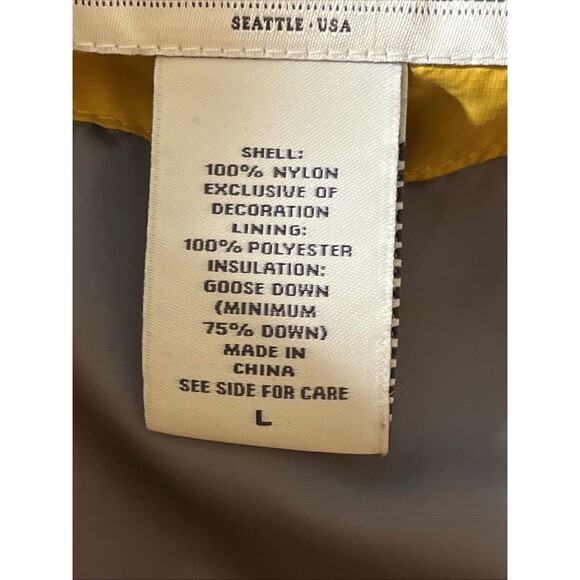 SEATTLE · USA
SHELL:
100% NYLON
EXCLUSIVE OF
DECORATION
LINING:
100% POLYESTER
INSULATION:
GOOSE DOWN
(MINIMUM
75% DOWN)
MADE IN
CHINA
SEE SIDE FOR CARE
L